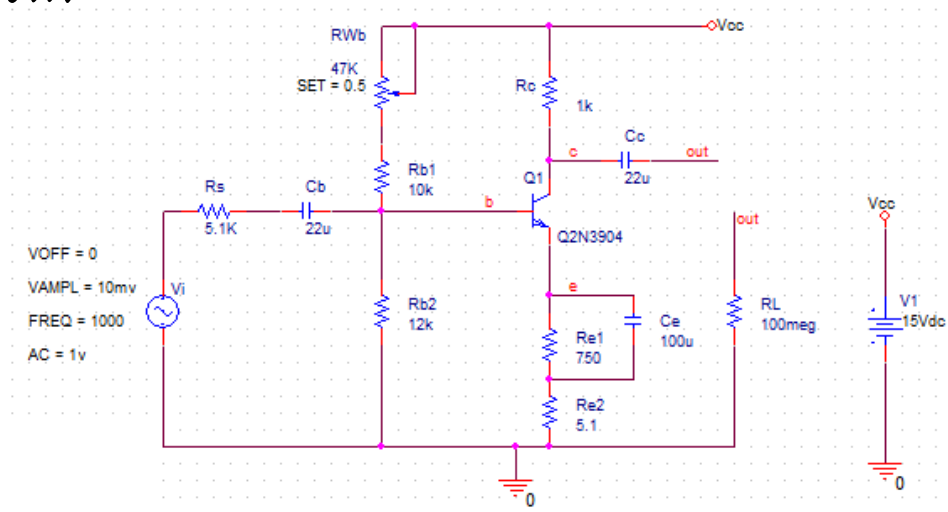 RWb
47K
SET = 0.5
Vcc
Rc
1k
Cc
c
out
22u
Rb1
10k
Q1
b
Q2N3904
Rs
5.1K
Cb
22u
VOFF = 0
VAMPL = 10mv
FREQ = 1000
AC = 1v
Vi
Rb2
12k
e
Re1
750
Ce
100u
Re2
5.1
out
RL
100meg
Vcc
V1
15Vdc
0
0